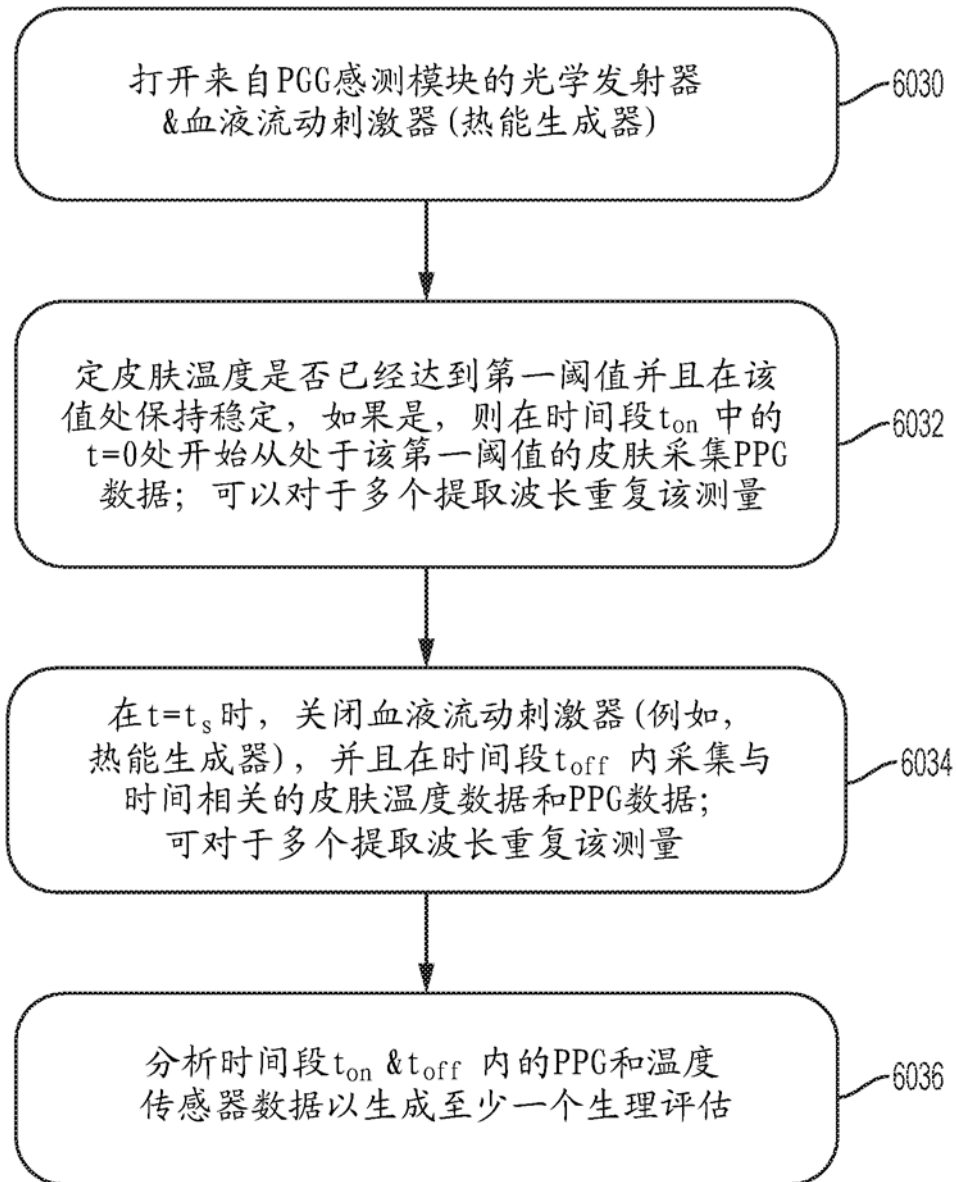 打开来自PGG感测模块的光学发射器
&血液流动刺激器(热能生成器)
6030
定皮肤温度是否已经达到第一阈值并且在该
值处保持稳定，如果是，则在时间段ton 中的
t=0处开始从处于该第一阈值的皮肤采集PPG
数据；可以对于多个提取波长重复该测量
6032
在t=ts时，关闭血液流动刺激器(例如，
热能生成器)，并且在时间段toff 内采集与
时间相关的皮肤温度数据和PPG数据；
可对于多个提取波长重复该测量
6034
分析时间段ton &toff 内的PPG和温度
传感器数据以生成至少一个生理评估
6036